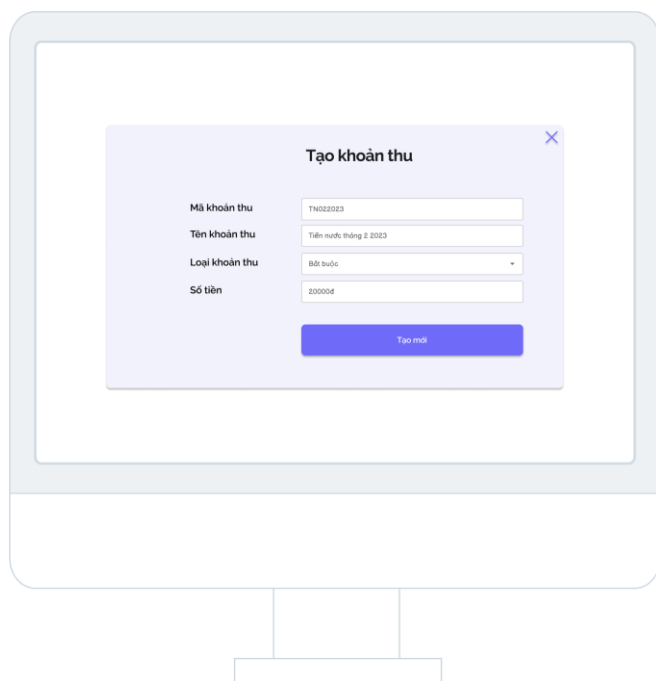 Tạo khoản thu
Mã khoản thu
TN022023
Tên khoản thu
Tiền nước tháng 2 2023
Loại khoản thu
Bắt buộc
Số tiền
20000đ
Tạo mới